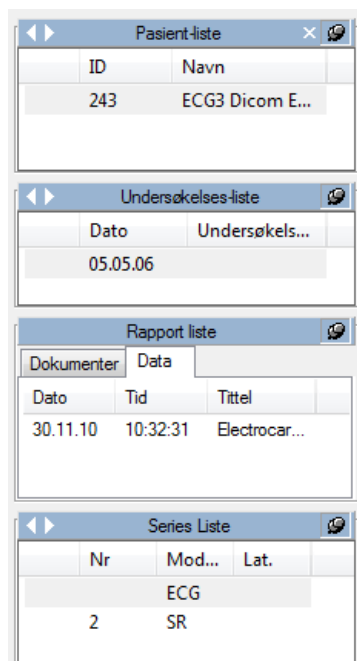 Pasient-liste
ID Navn
243 ECG3 Dicom E...
Undersøkelses-liste
Dato Undersøkels...
05.05.06
Rapport liste
Dokumenter Data
Dato Tid Tittel
30.11.10 10:32:31 Electrocar...
Series Liste
Nr Mod... Lat.
ECG
2 SR